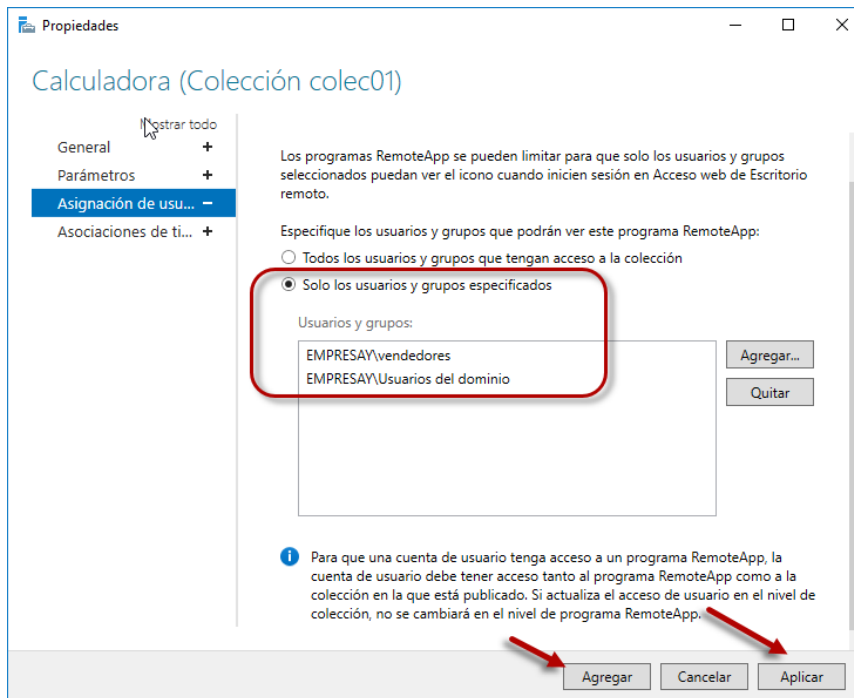 Propiedades
Calculadora (Colección colec01)
Mostrar todo
General +
Parámetros +
Asignación de usu... −
Asociaciones de ti... +
Los programas RemoteApp se pueden limitar para que solo los usuarios y grupos
seleccionados puedan ver el icono cuando inicien sesión en Acceso web de Escritorio
remoto.
Especifique los usuarios y grupos que podrán ver este programa RemoteApp:
Todos los usuarios y grupos que tengan acceso a la colección
Solo los usuarios y grupos especificados
Usuarios y grupos:
EMPRESAY\vendedores
EMPRESAY\Usuarios del dominio
Agregar...
Quitar
Para que una cuenta de usuario tenga acceso a un programa RemoteApp, la
cuenta de usuario debe tener acceso tanto al programa RemoteApp como a la
colección en la que está publicado. Si actualiza el acceso de usuario en el nivel de
colección, no se cambiará en el nivel de programa RemoteApp.
Agregar
Cancelar
Aplicar